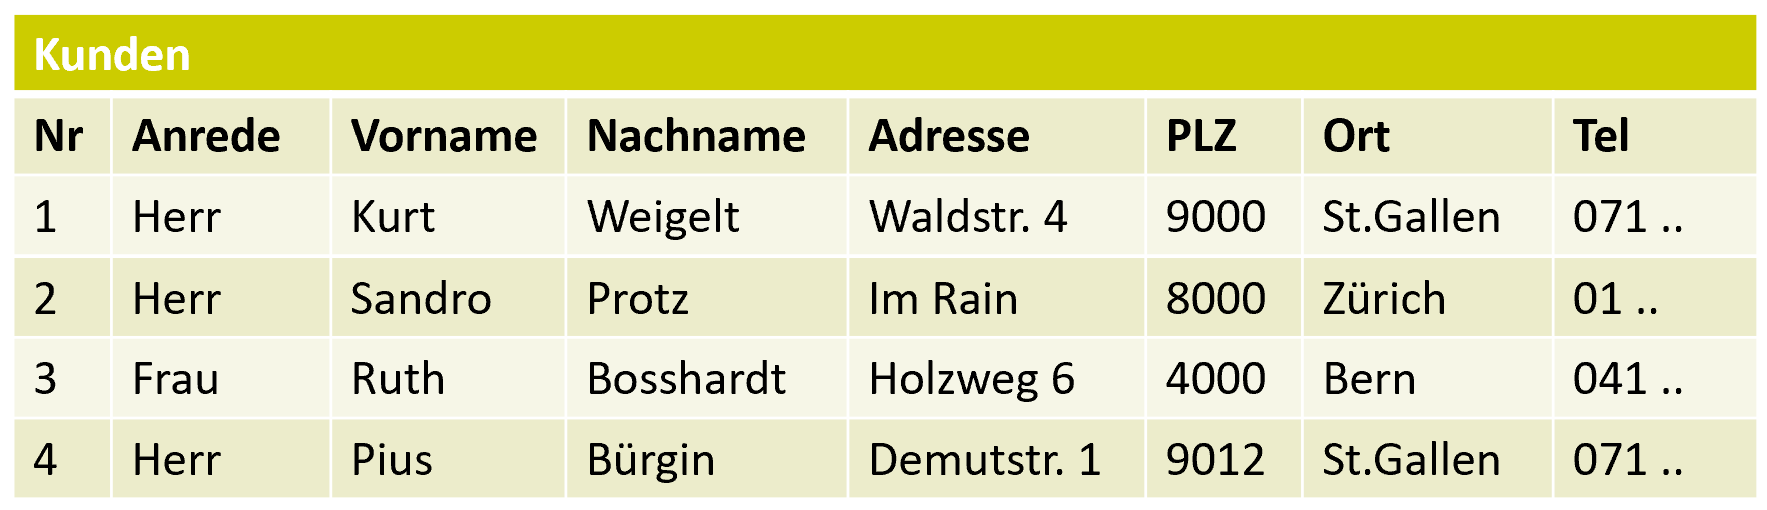 Kunden
Nr Anrede Vorname Nachname Adresse PLZ Ort Tel
1 Herr Kurt Weigelt Waldstr. 4 9000 St.Gallen 071 ..
2 Herr Sandro Protz Im Rain 8000 Zürich 01 ..
3 Frau Ruth Bosshardt Holzweg 6 4000 Bern 041 ..
4 Herr Pius Bürgin Demutstr. 1 9012 St.Gallen 071 ..